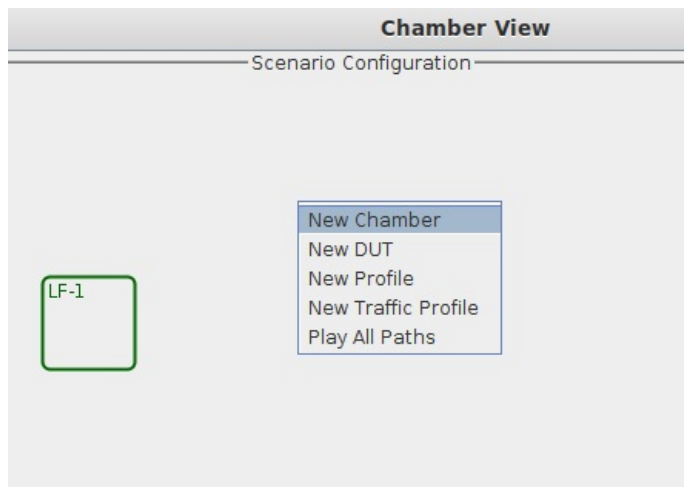 Chamber View
Scenario Configuration
New Chamber
New DUT
New Profile
New Traffic Profile
Play All Paths
LF-1